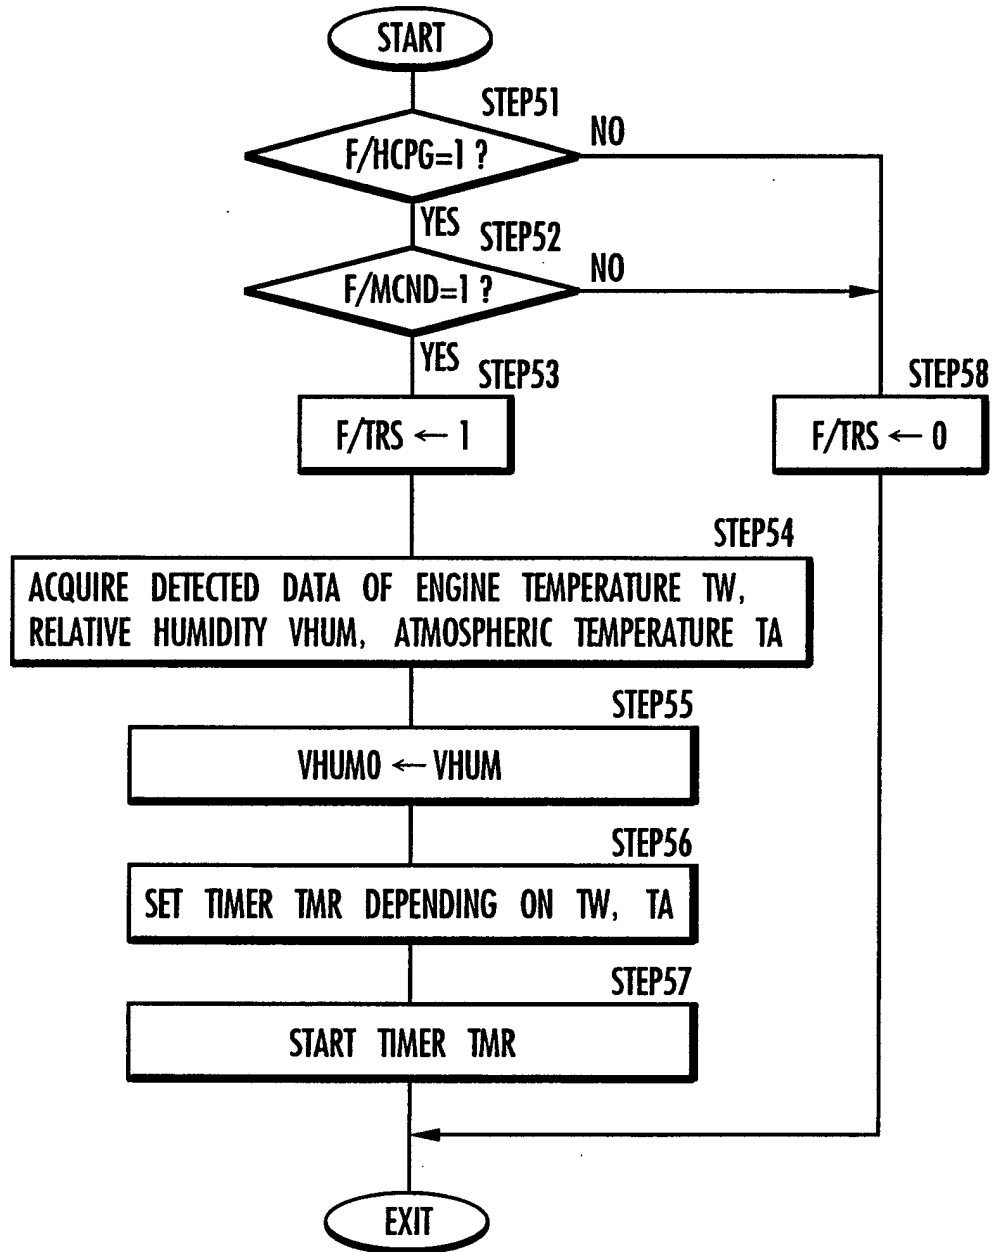 START
STEP51
F/HCPG=1 ?
NO
YES
STEP52
F/MCND=1 ?
NO
YES
STEP53
F/TRS ← 1
STEP58
F/TRS ← 0
STEP54
ACQUIRE DETECTED DATA OF ENGINE TEMPERATURE TW,
RELATIVE HUMIDITY VHUM, ATMOSPHERIC TEMPERATURE TA
STEP55
VHUM0 ← VHUM
STEP56
SET TIMER TMR DEPENDING ON TW, TA
STEP57
START TIMER TMR
EXIT